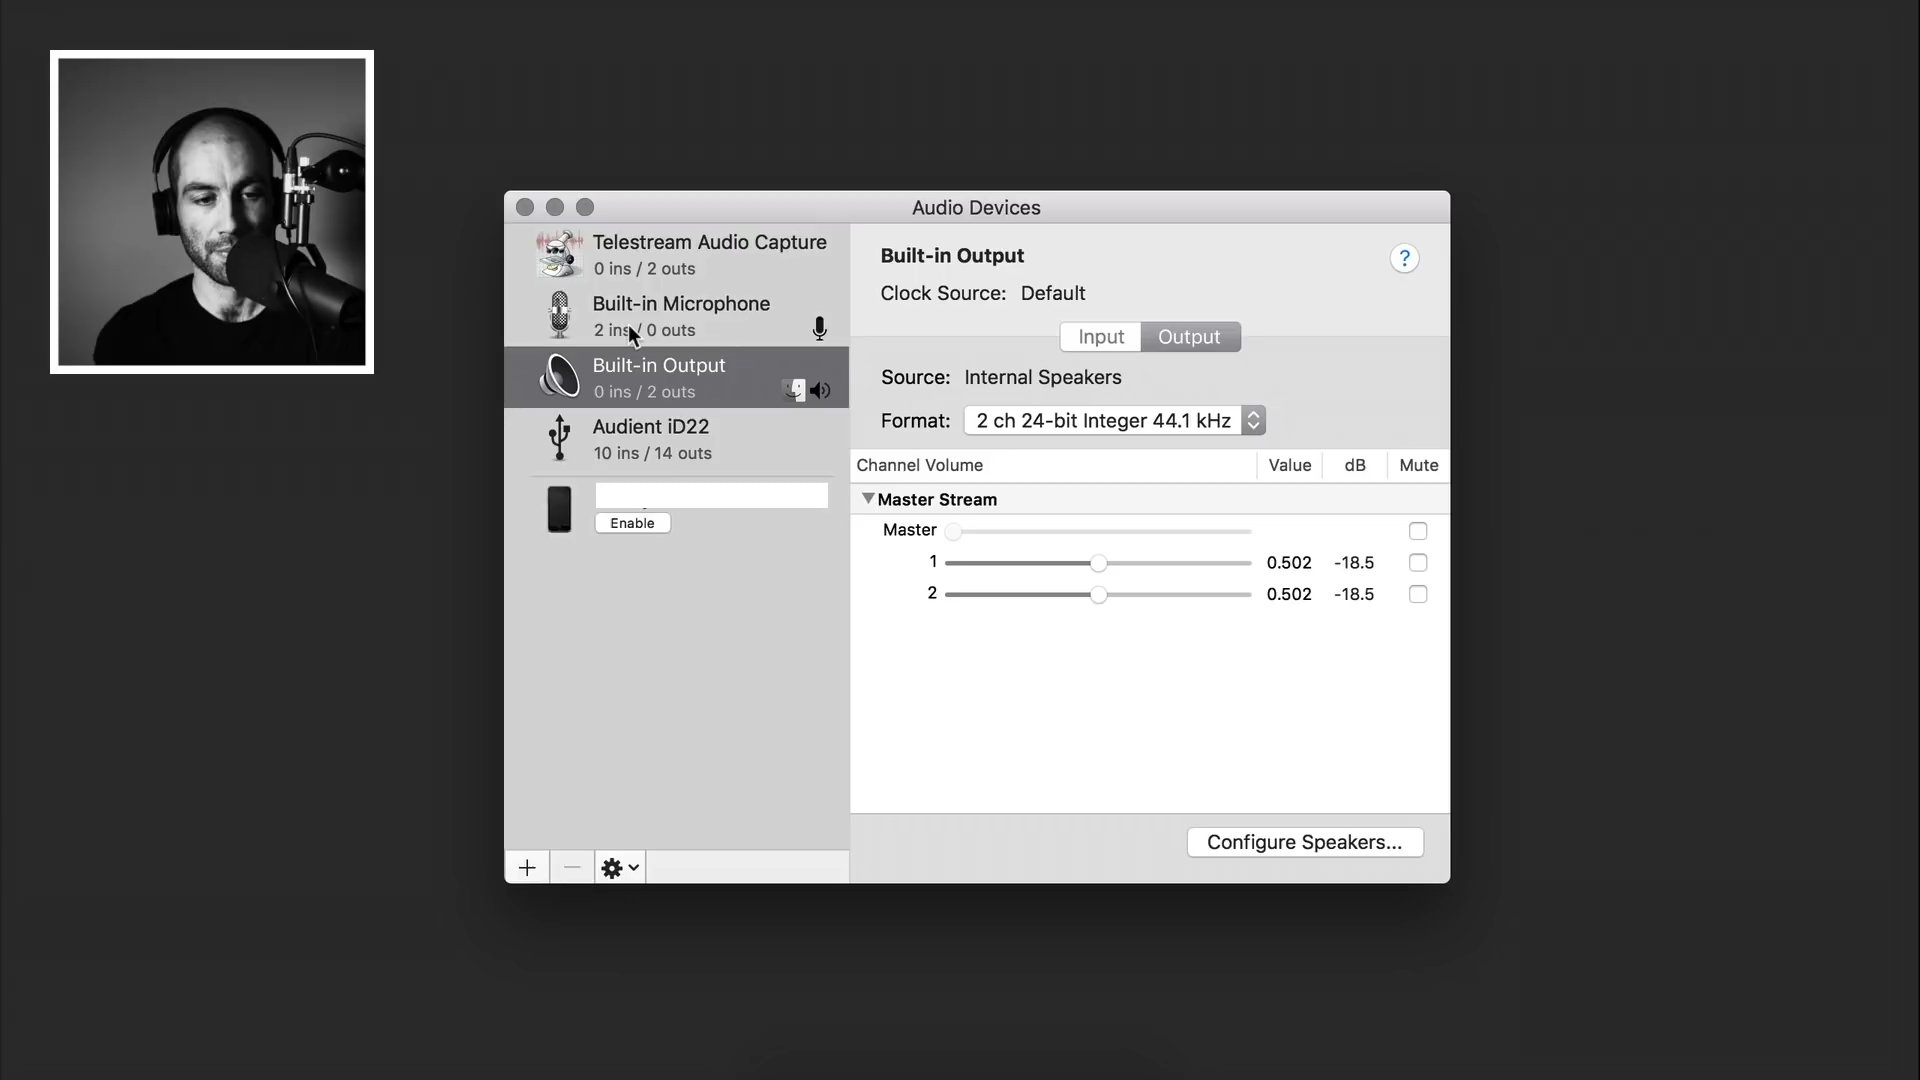 Audio Devices
Telestream Audio Capture
0 ins / 2 outs
Built-in Microphone
2 ins / 0 outs
Built-in Output
0 ins / 2 outs
Audient iD22
10 ins / 14 outs
Enable
Built-in Output
?
Clock Source: Default
Input Output
Source: Internal Speakers
Format: 2 ch 24-bit Integer 44.1 kHz
Channel Volume Value dB Mute
Master Stream
Master
1 0.502 -18.5
2 0.502 -18.5
Configure Speakers...